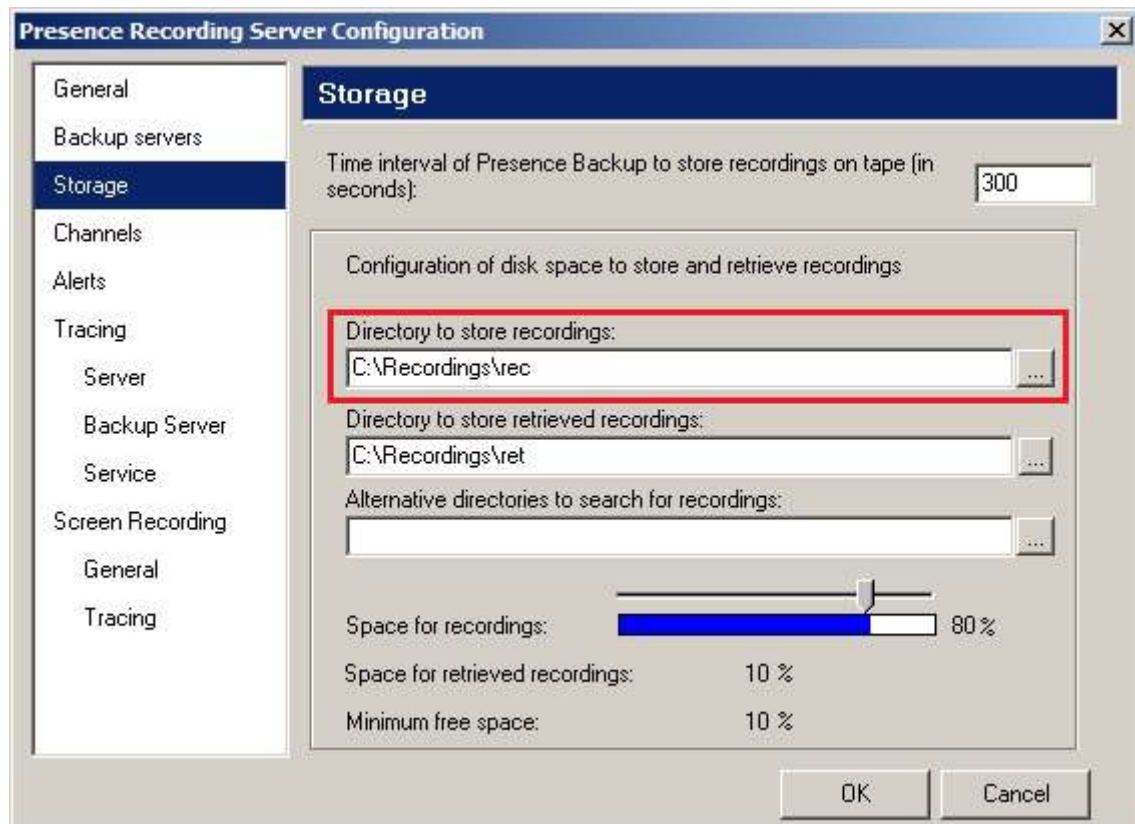 Presence Recording Server Configuration
General
Backup servers
Storage
Channels
Alerts
Tracing
Server
Backup Server
Service
Screen Recording
General
Tracing
Storage
Time interval of Presence Backup to store recordings on tape (in
seconds):
300
Configuration of disk space to store and retrieve recordings
Directory to store recordings:
C:\Recordings\rec
...
Directory to store retrieved recordings:
C:\Recordings\ret
...
Alternative directories to search for recordings:
...
Space for recordings: 80 %
Space for retrieved recordings: 10 %
Minimum free space: 10 %
OK Cancel